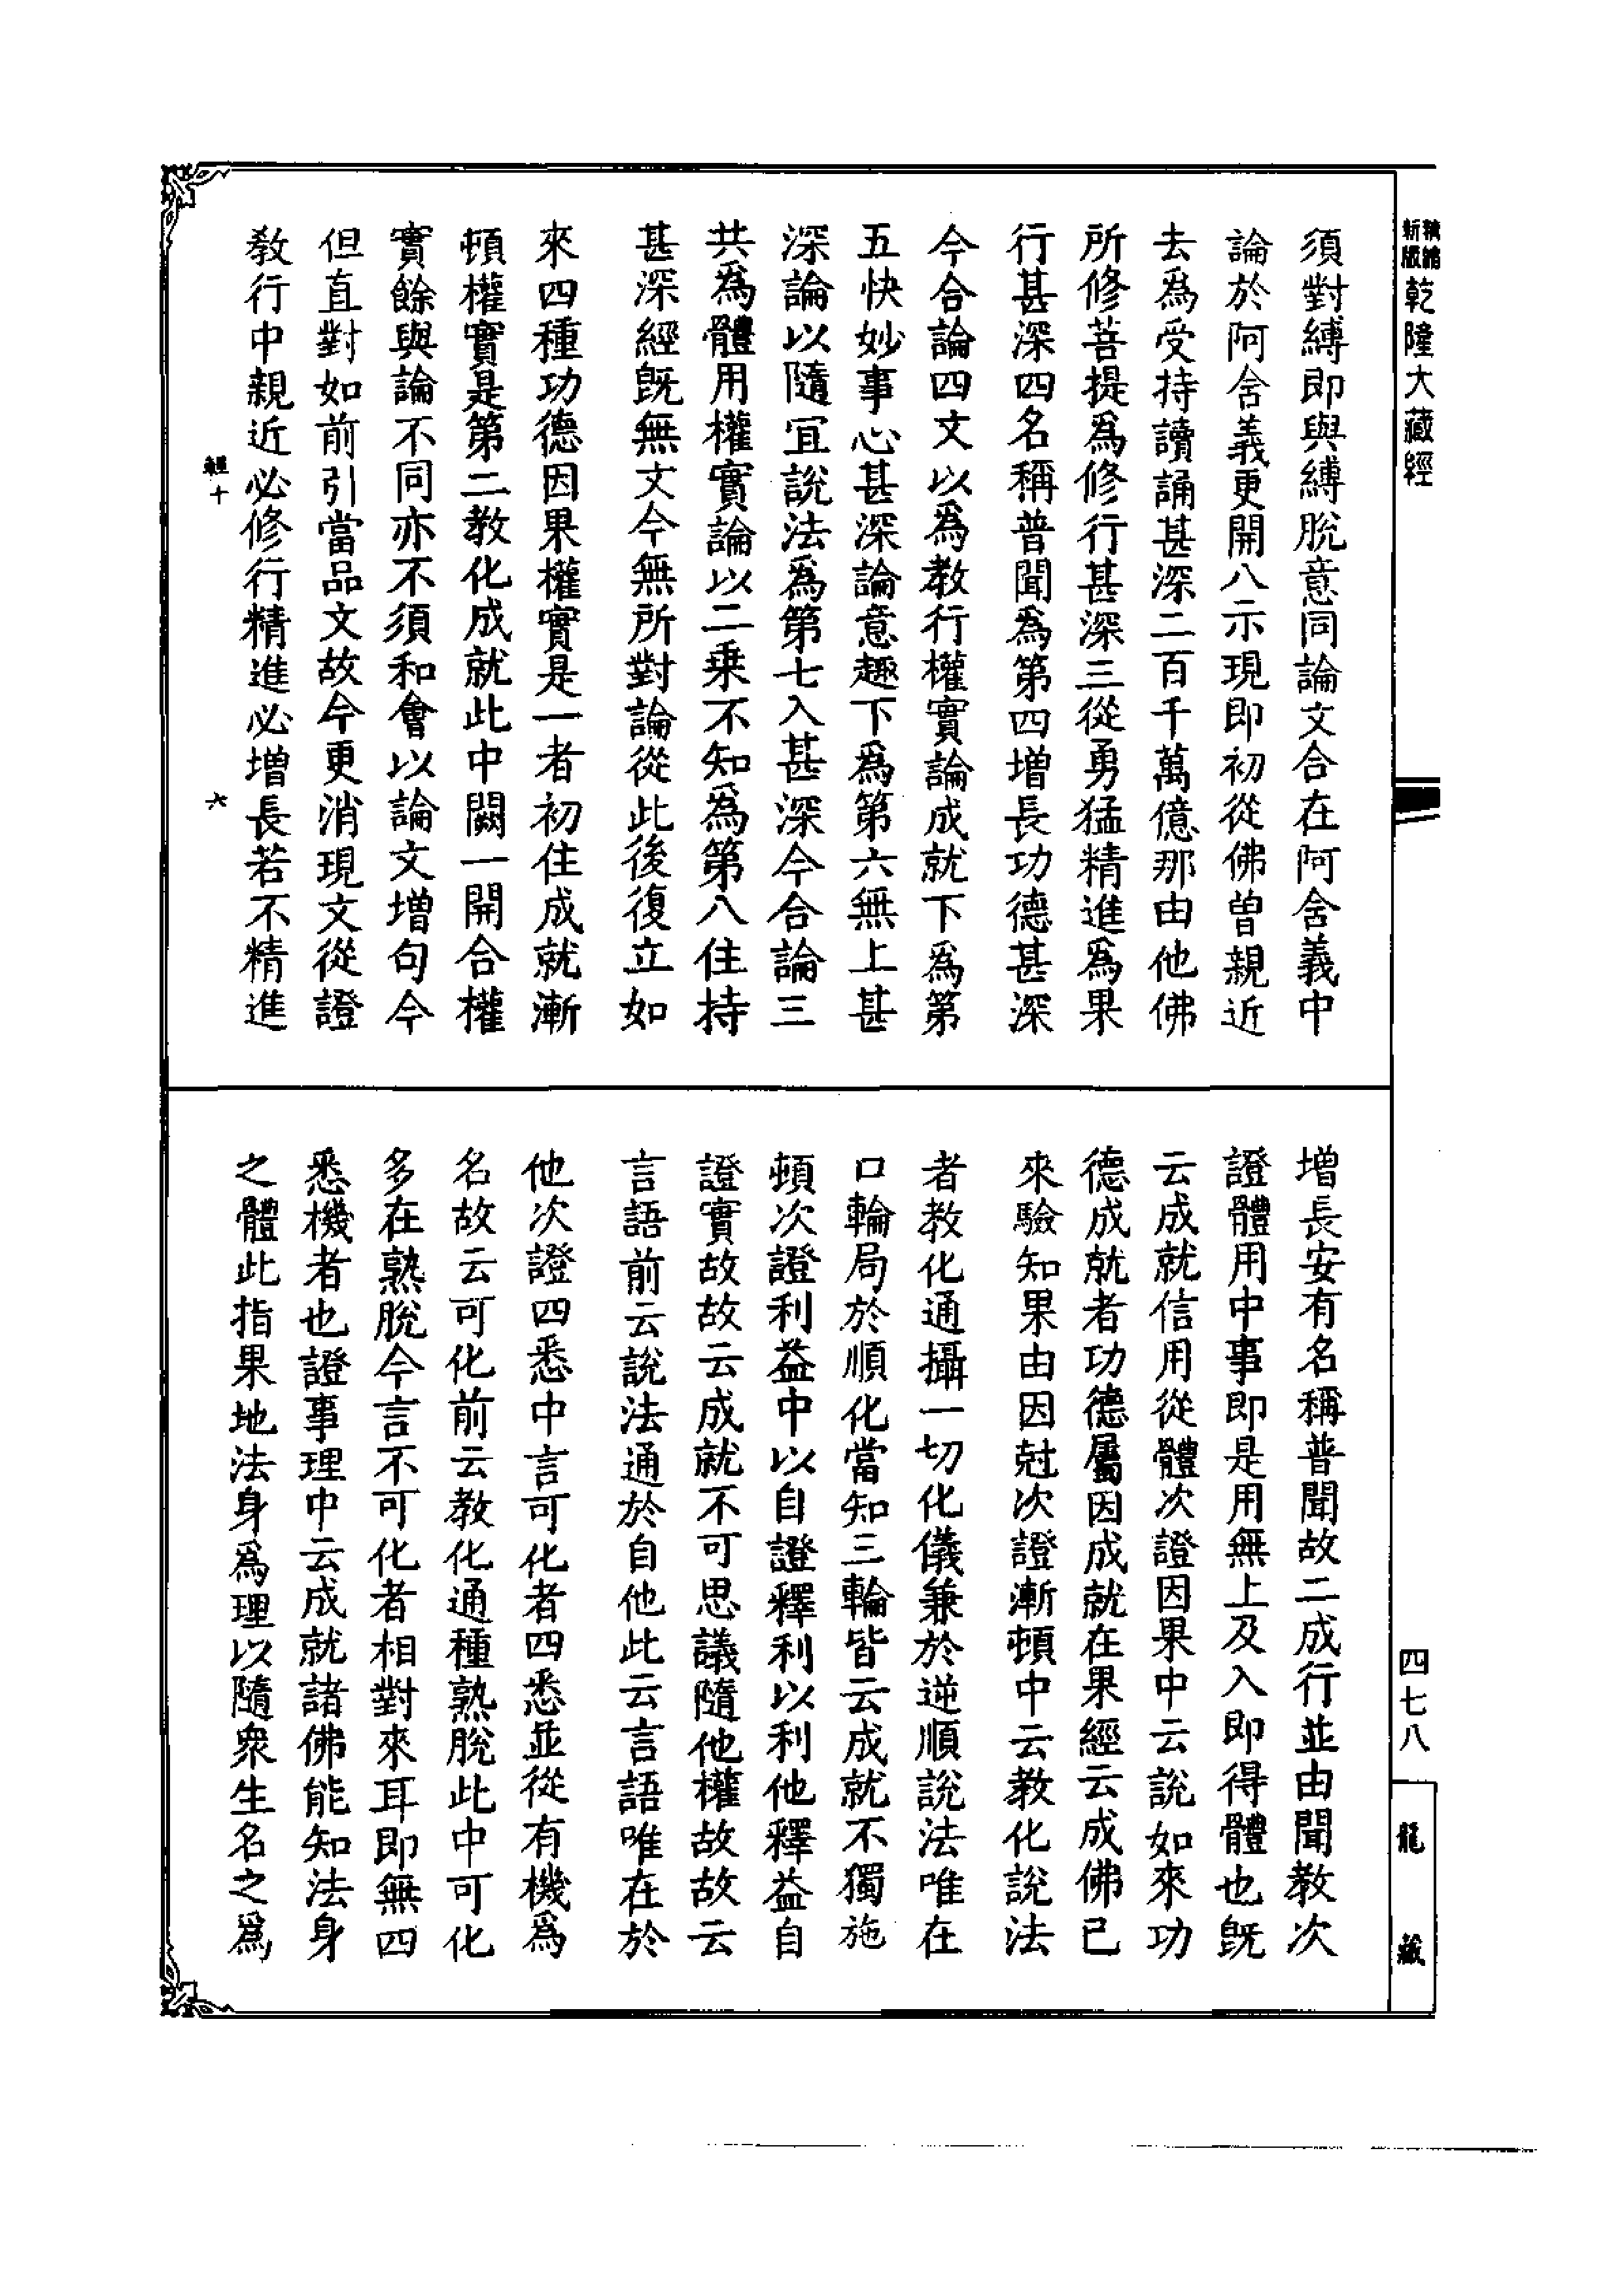 精縮
新版
乾隆大藏經
須對縛即與縛脫意同論文合在阿舍義中
論於阿舍義更開八示現即初從佛曾親近
去爲受持讀誦甚深二百千萬億那由他佛
所修菩提爲修行甚深三從勇猛精進爲果
行甚深四名稱普聞爲第四增長功德甚深
今合論四文以爲教行權實論成就下爲第
五快妙事心甚深論意趣下爲第六無上甚
深論以隨宜說法爲第七入甚深今合論三
共爲體用權實論以二乗不知爲第八住持
甚深經旣無文今無所對論從此後復立如
來四種功德因果權實是一者初住成就漸
頓權實是第二教化成就此中闕一開合權
實餘與論不同亦不須和會以論文增句今
但直對如前引當品文故今更消現文從證
敎行中親近必修行精進必增長若不精進
經十
六
增長安有名稱普聞故二成行並由聞教次
證體用中事即是用無上及入即得體也旣
云成就信用從體次證因果中云說如來功
德成就者功德屬因成就在果經云成佛已
來驗知果由因尅次證漸頓中云教化說法
者教化通攝一切化儀兼於逆順說法唯在
口輪局於順化當知三輪皆云成就不獨施
頓次證利益中以自證釋利以利他釋益自
證實故故云成就不可思議隨他權故故云
言語前云說法通於自他此云言語唯在於
他次證四悉中言可化者四悉並從有機爲
名故云可化前云教化通種熟脫此中可化
多在熟脫今言不可化者相對來耳即無四
悉機者也證事理中云成就諸佛能知法身
之體此指果地法身爲理以隨衆生名之爲
四七八
龍藏